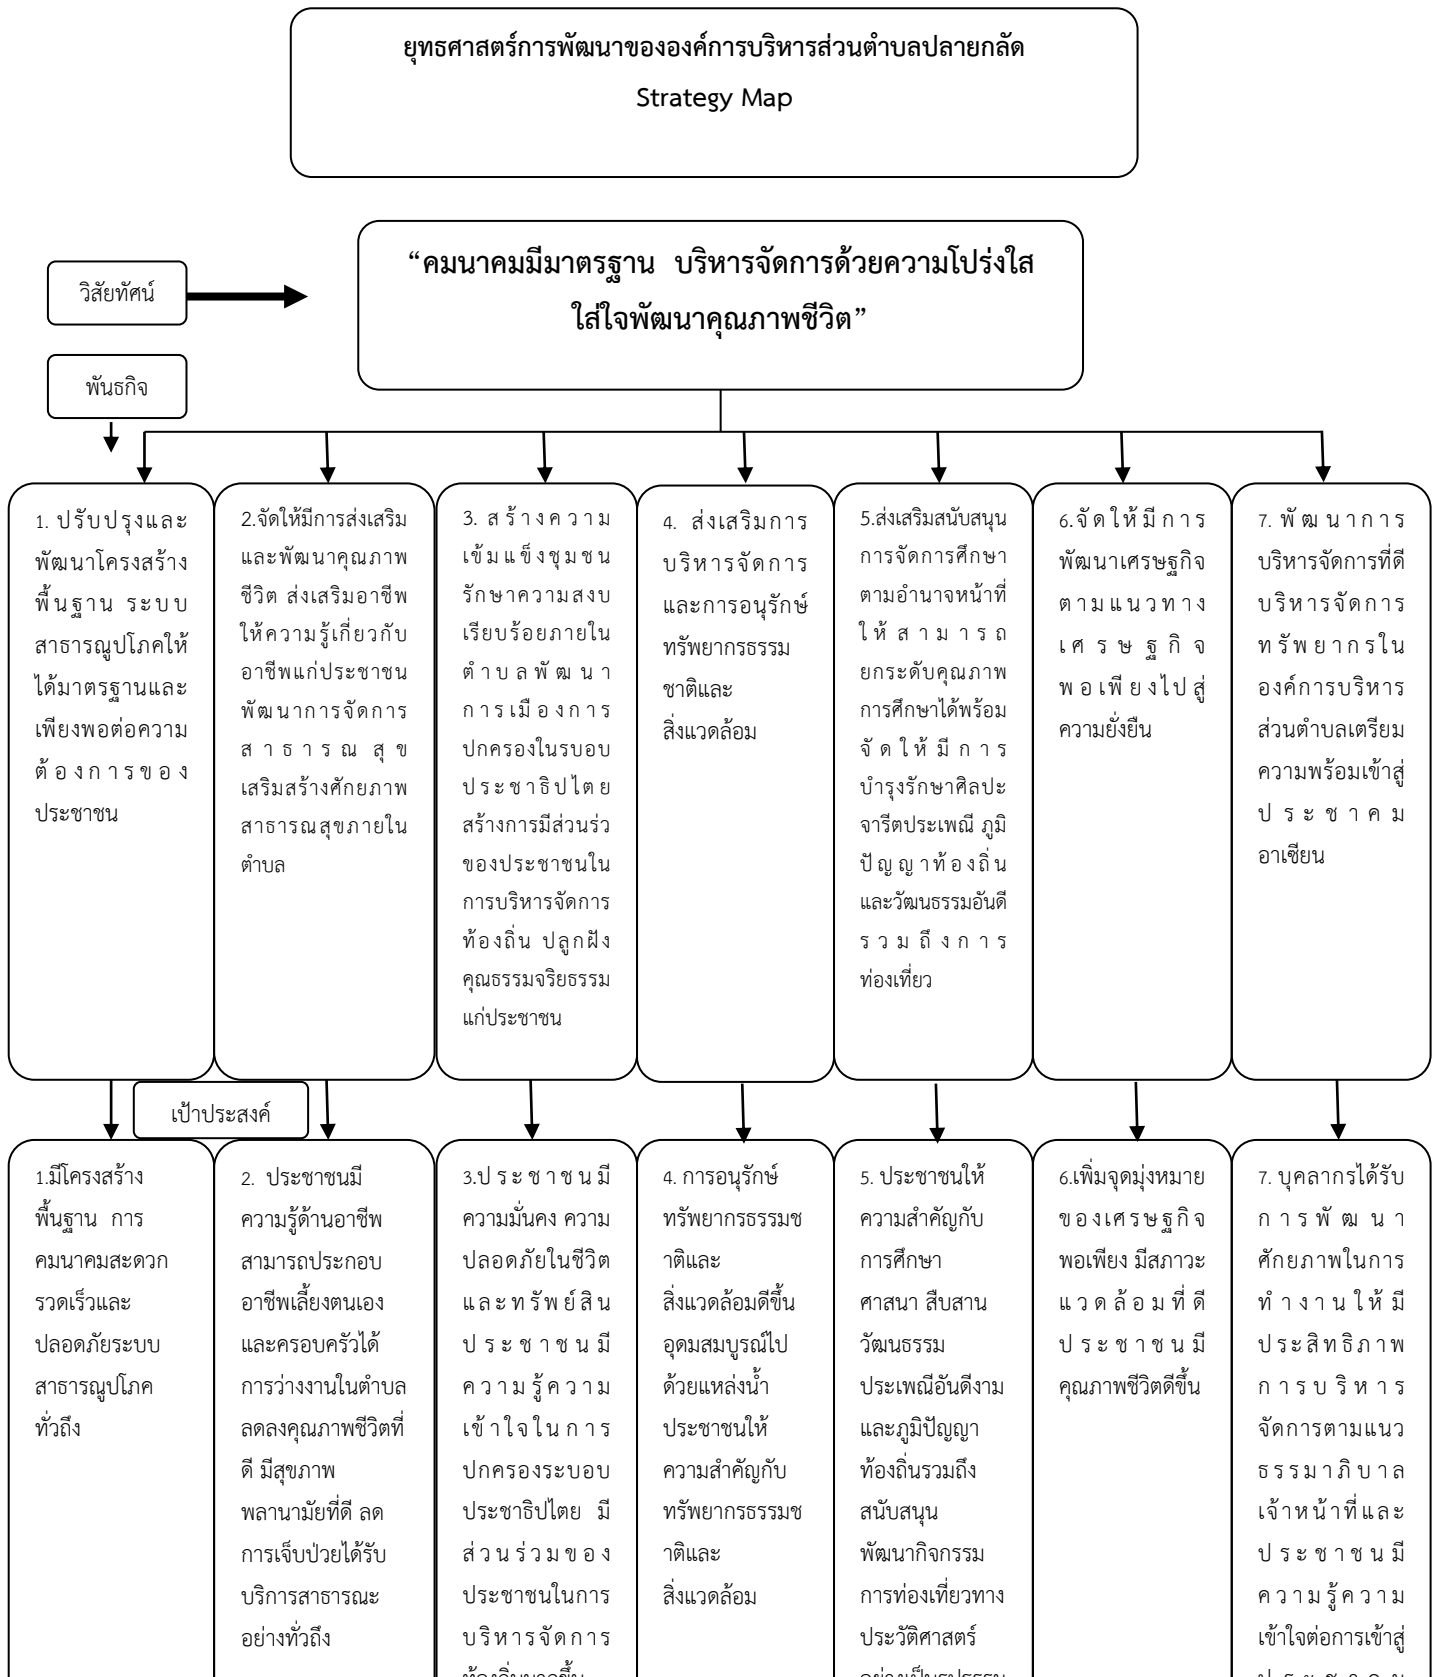 ยุทธศาสตร์การพัฒนาขององค์การบริหารส่วนตำบลปลายกลัด
Strategy Map
“คมนาคมมีมาตรฐาน บริหารจัดการด้วยความโปร่งใส
ใส่ใจพัฒนาคุณภาพชีวิต”
วิสัยทัศน์
พันธกิจ
1. ปรับปรุงและ
พัฒนาโครงสร้าง
พื้นฐาน ระบบ
สาธารณูปโภคให้
ได้มาตรฐานและ
เพียงพอต่อความ
ต้องการของ
ประชาชน
2.จัดให้มีการส่งเสริม
และพัฒนาคุณภาพ
ชีวิต ส่งเสริมอาชีพ
ให้ความรู้เกี่ยวกับ
อาชีพแก่ประชาชน
พัฒนาการจัดการ
สาธารณสุข
เสริมสร้างศักยภาพ
สาธารณสุขภายใน
ตำบล
3. สร้างความ
เข้มแข็งชุมชน
รักษาความสงบ
เรียบร้อยภายใน
ตำบลพัฒนา
การเมืองการ
ปกครองในรบอบ
ประชาธิปไตย
สร้างการมีส่วนร่ว
ของประชาชนใน
การบริหารจัดการ
ท้องถิ่น ปลูกฝัง
คุณธรรมจริยธรรม
แก่ประชาชน
4. ส่งเสริมการ
บริหารจัดการ
และการอนุรักษ์
ทรัพยากรธรรม
ชาติและ
สิ่งแวดล้อม
5.ส่งเสริมสนับสนุน
การจัดการศึกษา
ตามอำนาจหน้าที่
ให้สามารถ
ยกระดับคุณภาพ
การศึกษาได้พร้อม
จัดให้มีการ
บำรุงรักษาศิลปะ
จารีตประเพณี ภูมิ
ปัญญาท้องถิ่น
และวัฒนธรรมอันดี
รวมถึงการ
ท่องเที่ยว
6.จัดให้มีการ
พัฒนาเศรษฐกิจ
ตามแนวทาง
เศรษฐกิจ
พอเพียงไปสู่
ความยั่งยืน
7. พัฒนาการ
บริหารจัดการที่ดี
บริหารจัดการ
ทรัพยากรใน
องค์การบริหาร
ส่วนตำบลเตรียม
ความพร้อมเข้าสู่
ประชาคม
อาเซียน
เป้าประสงค์
1.มีโครงสร้าง
พื้นฐาน การ
คมนาคมสะดวก
รวดเร็วและ
ปลอดภัยระบบ
สาธารณูปโภค
ทั่วถึง
2. ประชาชนมี
ความรู้ด้านอาชีพ
สามารถประกอบ
อาชีพเลี้ยงตนเอง
และครอบครัวได้
การว่างงานในตำบล
ลดลงคุณภาพชีวิตที่
ดี มีสุขภาพ
พลานามัยที่ดี ลด
การเจ็บป่วยได้รับ
บริการสาธารณะ
อย่างทั่วถึง
3.ประชาชนมี
ความมั่นคง ความ
ปลอดภัยในชีวิต
และทรัพย์สิน
ประชาชนมี
ความรู้ความ
เข้าใจในการ
ปกครองระบอบ
ประชาธิปไตย มี
ส่วนร่วมของ
ประชาชนในการ
บริหารจัดการ
4. การอนุรักษ์
ทรัพยากรธรรมช
าติและ
สิ่งแวดล้อมดีขึ้น
อุดมสมบูรณ์ไป
ด้วยแหล่งน้ำ
ประชาชนให้
ความสำคัญกับ
ทรัพยากรธรรมช
าติและ
สิ่งแวดล้อม
5. ประชาชนให้
ความสำคัญกับ
การศึกษา
ศาสนา สืบสาน
วัฒนธรรม
ประเพณีอันดีงาม
และภูมิปัญญา
ท้องถิ่นรวมถึง
สนับสนุน
พัฒนากิจกรรม
การท่องเที่ยวทาง
ประวัติศาสตร์
6.เพิ่มจุดมุ่งหมาย
ของเศรษฐกิจ
พอเพียง มีสภาวะ
แวดล้อมที่ดี
ประชาชนมี
คุณภาพชีวิตดีขึ้น
7. บุคลากรได้รับ
การพัฒนา
ศักยภาพในการ
ทำงานให้มี
ประสิทธิภาพ
การบริหาร
จัดการตามแนว
ธรรมาภิบาล
เจ้าหน้าที่และ
ประชาชนมี
ความรู้ความ
เข้าใจต่อการเข้าสู่